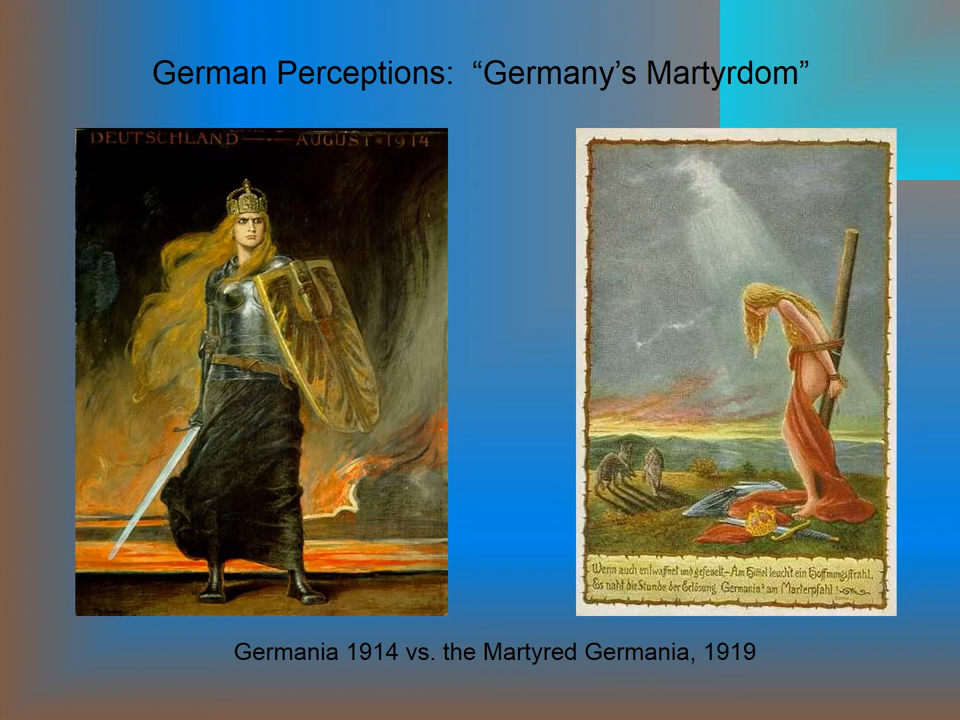 German Perceptions: “Germany’s Martyrdom”
DEUTSCHLAND — · — AUGUST · 1914
Wenn auch entwaffnet und gefesselt – Am Himmel leucht ein Hoffnungsstrahl,
Es naht die Stunde der Erlösung Germania's am Marterpfahl!
Germania 1914 vs. the Martyred Germania, 1919